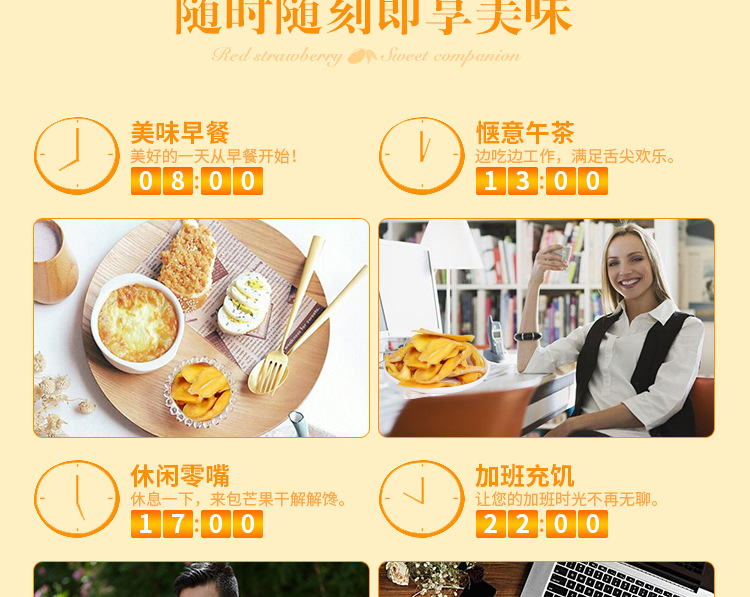 随时随刻即享美味
Red strawberry Sweet companion
美味早餐
美好的一天从早餐开始！
08:00
惬意午茶
边吃边工作，满足舌尖欢乐。
13:00
休闲零嘴
休息一下，来包芒果干解解馋。
17:00
加班充饥
让您的加班时光不再无聊。
22:00